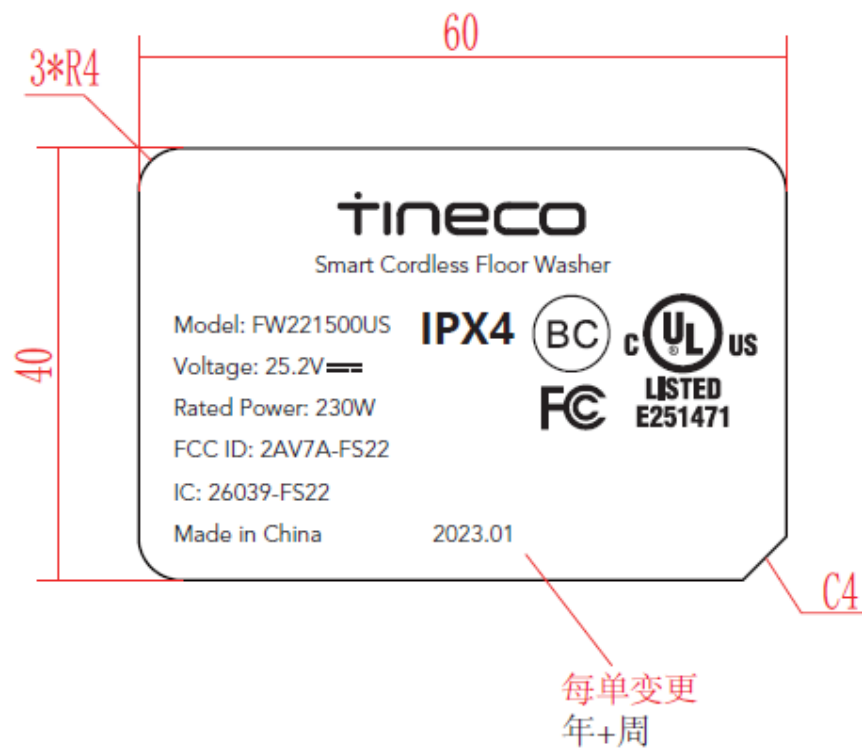 60
3*R4
40
tineco
Smart Cordless Floor Washer
Model: FW221500US
IPX4
BC
C UL US
®
LISTED
E251471
Voltage: 25.2V
Rated Power: 230W
FC
FCC ID: 2AV7A-FS22
IC: 26039-FS22
Made in China 2023.01
C4
每单变更
年+周